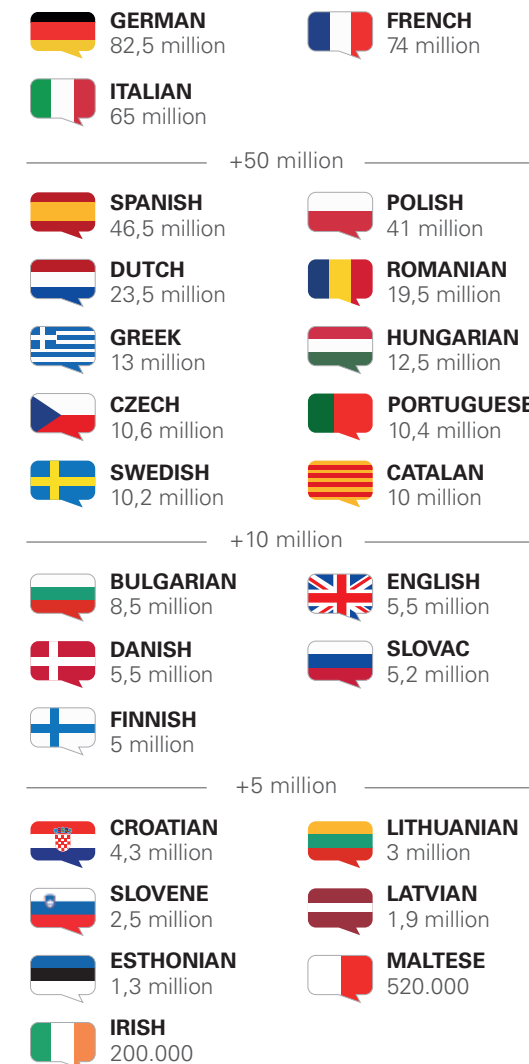 GERMAN
82,5 million
FRENCH
74 million
ITALIAN
65 million
+50 million
SPANISH
46,5 million
POLISH
41 million
DUTCH
23,5 million
ROMANIAN
19,5 million
GREEK
13 million
HUNGARIAN
12,5 million
CZECH
10,6 million
PORTUGUESE
10,4 million
SWEDISH
10,2 million
CATALAN
10 million
+10 million
BULGARIAN
8,5 million
ENGLISH
5,5 million
DANISH
5,5 million
SLOVAC
5,2 million
FINNISH
5 million
+5 million
CROATIAN
4,3 million
LITHUANIAN
3 million
SLOVENE
2,5 million
LATVIAN
1,9 million
ESTHONIAN
1,3 million
MALTESE
520.000
IRISH
200.000